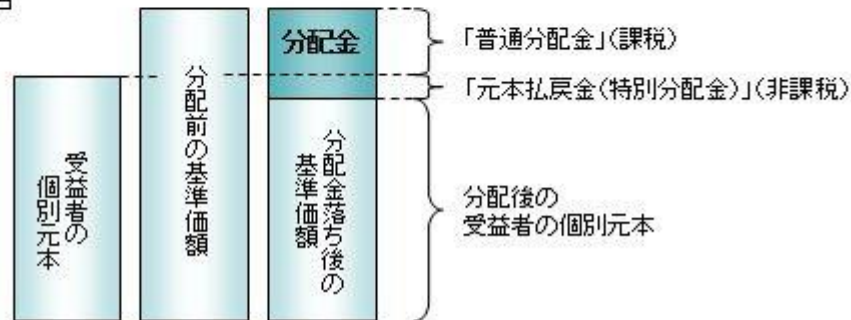 受益者の
個別元本
分配前の基準価額
分配金
分配金落ち後の
基準価額
「普通分配金」(課税)
「元本払戻金(特別分配金)」(非課税)
分配後の
受益者の個別元本